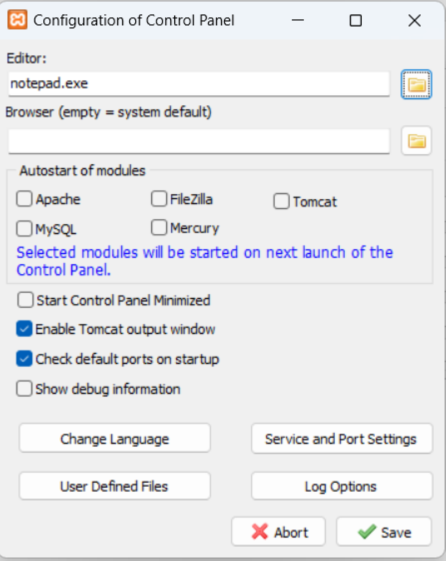 Configuration of Control Panel
Editor:
notepad.exe
Browser (empty = system default)
Autostart of modules
Apache
FileZilla
Tomcat
MySQL
Mercury
Selected modules will be started on next launch of the
Control Panel.
Start Control Panel Minimized
Enable Tomcat output window
Check default ports on startup
Show debug information
Change Language
Service and Port Settings
User Defined Files
Log Options
Abort
Save